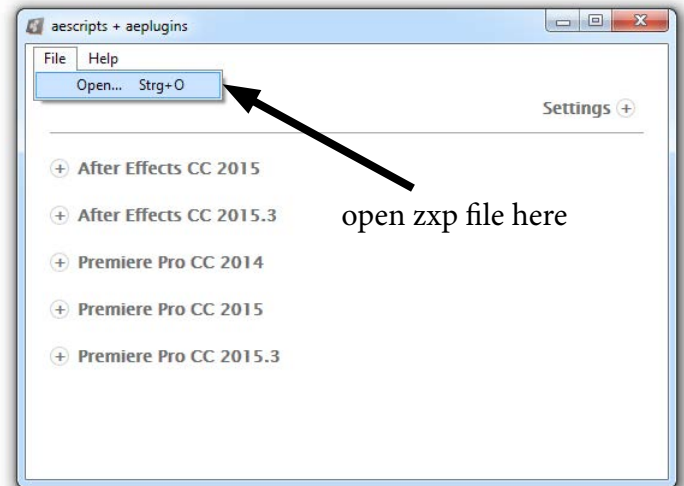 aescripts + aeplugins
File Help
Open... Strg+O
Settings
After Effects CC 2015
After Effects CC 2015.3
open zxp file here
Premiere Pro CC 2014
Premiere Pro CC 2015
Premiere Pro CC 2015.3